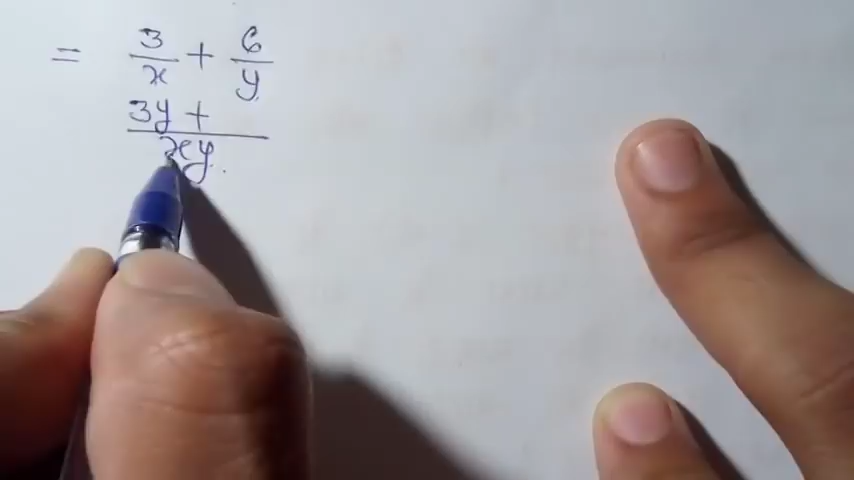 = 3/x + 6/y
3y + / xy